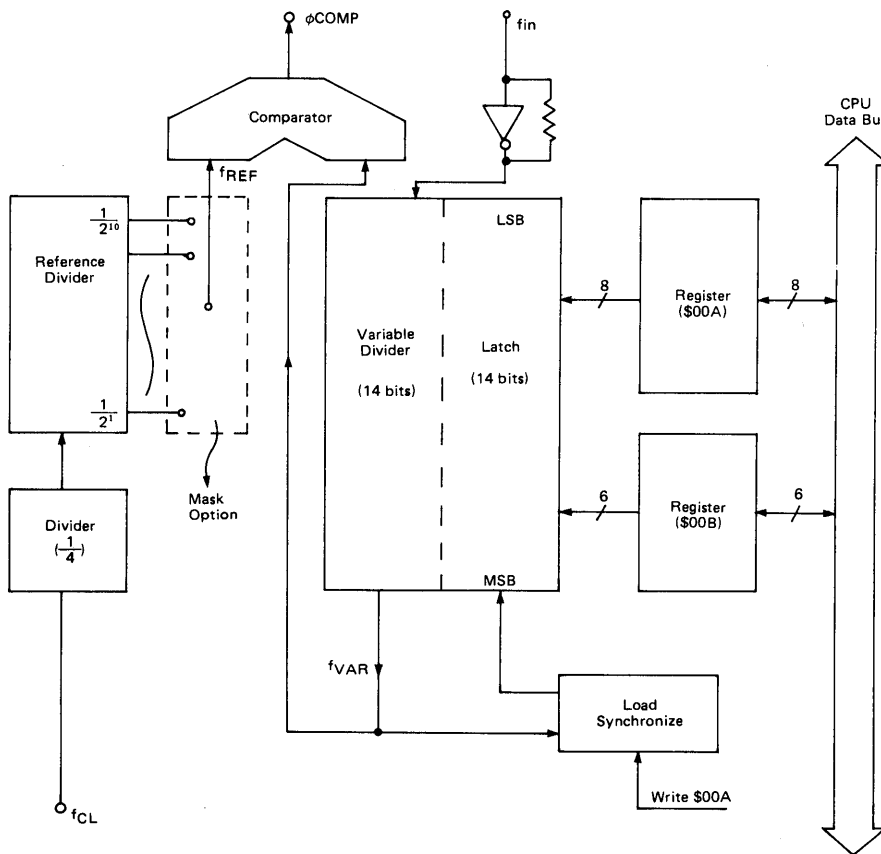 φCOMP
fin
Comparator
CPU
Data Bu
fREF
1/2^10
Reference
Divider
1/2^1
Mask
Option
LSB
Variable
Divider
(14 bits)
Latch
(14 bits)
MSB
8
Register
($00A)
8
6
Register
($00B)
6
Divider
(1/4)
fVAR
Load
Synchronize
Write $00A
fCL